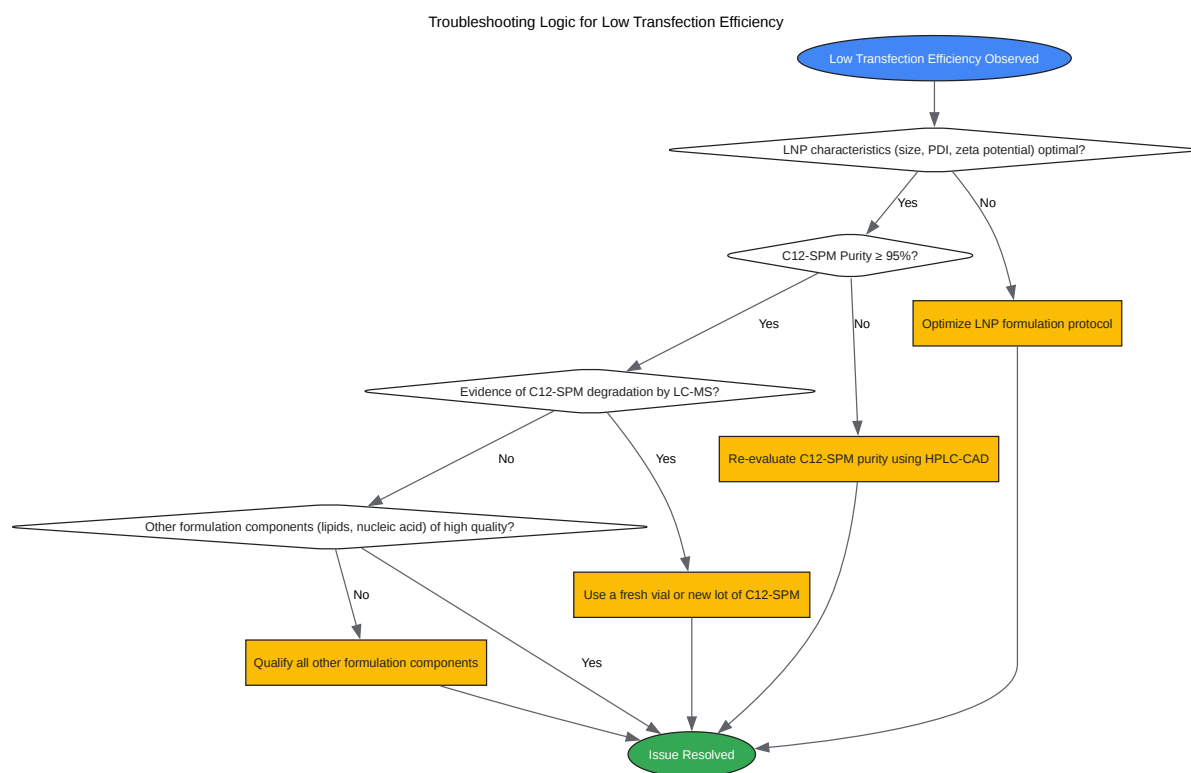 Troubleshooting Logic for Low Transfection Efficiency
Low Transfection Efficiency Observed
LNP characteristics (size, PDI, zeta potential) optimal?
Yes
No
C12-SPM Purity ≥ 95%?
Optimize LNP formulation protocol
Yes
No
Evidence of C12-SPM degradation by LC-MS?
Re-evaluate C12-SPM purity using HPLC-CAD
No
Yes
Other formulation components (lipids, nucleic acid) of high quality?
Use a fresh vial or new lot of C12-SPM
No
Yes
Qualify all other formulation components
Issue Resolved